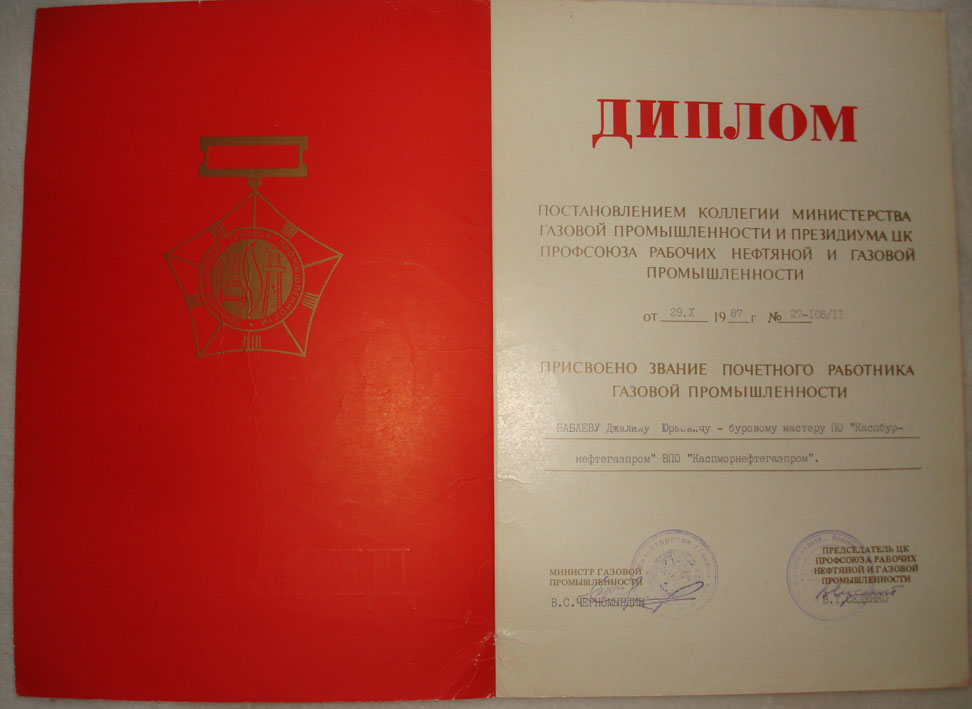 ДИПЛОМ
ПОСТАНОВЛЕНИЕМ КОЛЛЕГИИ МИНИСТЕРСТВА
ГАЗОВОЙ ПРОМЫШЛЕННОСТИ И ПРЕЗИДИУМА ЦК
ПРОФСОЮЗА РАБОЧИХ НЕФТЯНОЙ И ГАЗОВОЙ
ПРОМЫШЛЕННОСТИ
от 29.X 1987 г № 27-108/II
ПРИСВОЕНО ЗВАНИЕ ПОЧЕТНОГО РАБОТНИКА
ГАЗОВОЙ ПРОМЫШЛЕННОСТИ
БАБАЕВУ Юрьевичу - буровому мастеру ПО "Каспбур-
нефтегазпром" ВПО "Каспморнефтегазпром".
МИНИСТР ГАЗОВОЙ
ПРОМЫШЛЕННОСТИ
В.С.ЧЕРНОМЫРДИН
ПРЕДСЕДАТЕЛЬ ЦК
ПРОФСОЮЗА РАБОЧИХ
НЕФТЯНОЙ И ГАЗОВОЙ
ПРОМЫШЛЕННОСТИ
В.Т.СЕДЕНКО